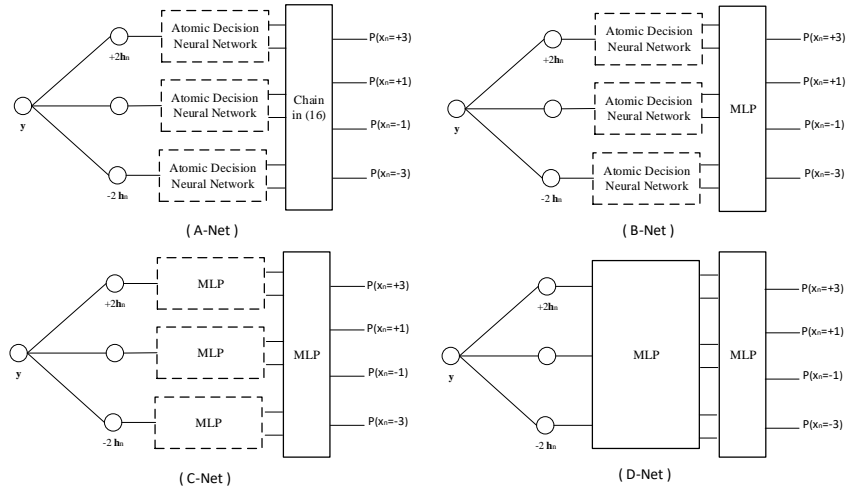 Atomic Decision
Neural Network
+2hₙ
P(xₙ=+3)
Atomic Decision
Neural Network
P(xₙ=+1)
Chain
in (16)
y
P(xₙ=-1)
Atomic Decision
Neural Network
-2 hₙ
P(xₙ=-3)
( A-Net )
Atomic Decision
Neural Network
+2hₙ
P(xₙ=+3)
Atomic Decision
Neural Network
P(xₙ=+1)
MLP
y
P(xₙ=-1)
Atomic Decision
Neural Network
-2 hₙ
P(xₙ=-3)
( B-Net )
MLP
+2hₙ
P(xₙ=+3)
MLP
P(xₙ=+1)
MLP
y
P(xₙ=-1)
MLP
-2 hₙ
P(xₙ=-3)
( C-Net )
+2hₙ
P(xₙ=+3)
MLP
P(xₙ=+1)
MLP
y
P(xₙ=-1)
-2 hₙ
P(xₙ=-3)
( D-Net )